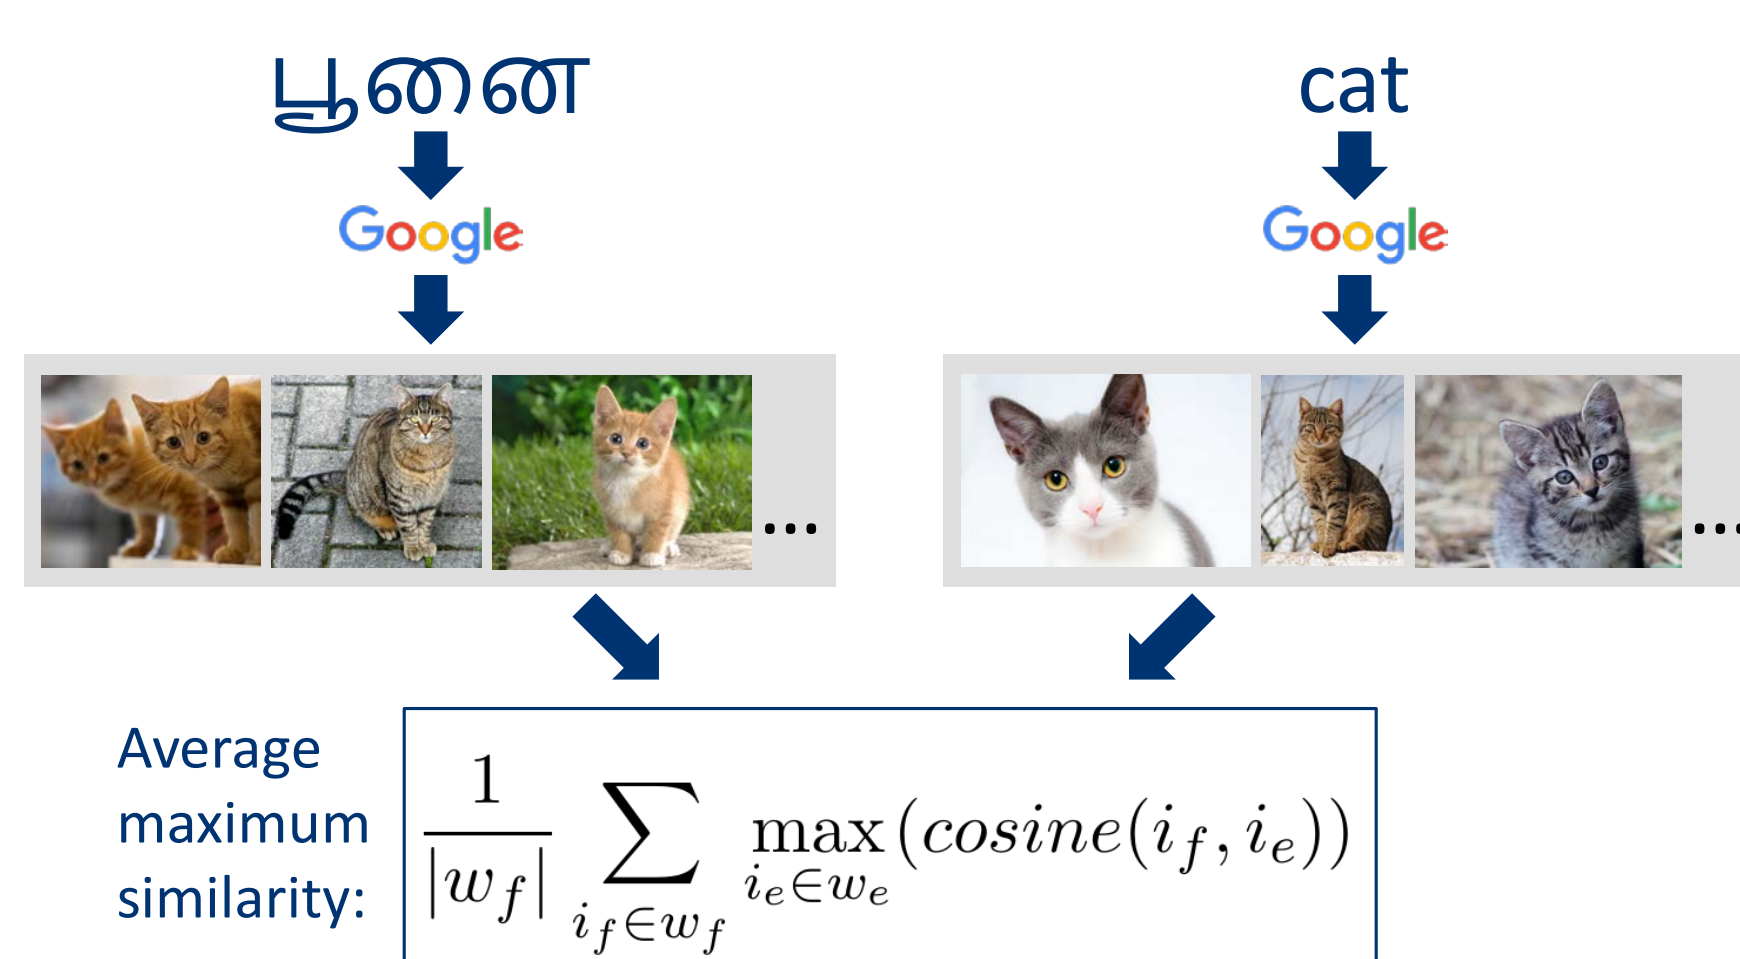 பூனை
cat
Google
Google
...
...
Average
maximum
similarity:
\frac{1}{|w_f|} \sum_{i_f \in w_f} \max_{i_e \in w_e} (cosine(i_f, i_e))